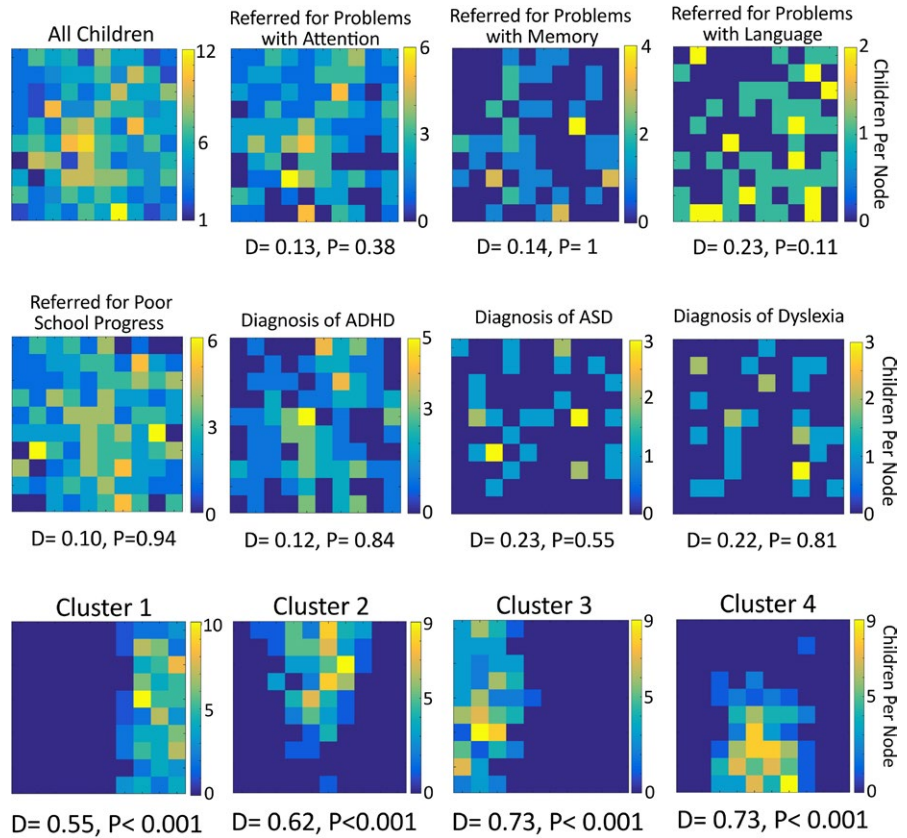 All Children
Referred for Problems
with Attention
Referred for Problems
with Memory
Referred for Problems
with Language
12
6
1
6
3
0
4
2
0
2
1
0
Children Per Node
D= 0.13, P= 0.38
D= 0.14, P= 1
D= 0.23, P=0.11
Referred for Poor
School Progress
Diagnosis of ADHD
Diagnosis of ASD
Diagnosis of Dyslexia
6
3
0
5
3
0
3
2
1
0
3
2
1
0
Children Per Node
D= 0.10, P=0.94
D= 0.12, P= 0.84
D= 0.23, P=0.55
D= 0.22, P= 0.81
Cluster 1
Cluster 2
Cluster 3
Cluster 4
10
5
0
9
5
0
9
5
0
9
5
0
Children Per Node
D= 0.55, P< 0.001
D= 0.62, P<0.001
D= 0.73, P< 0.001
D= 0.73, P< 0.001